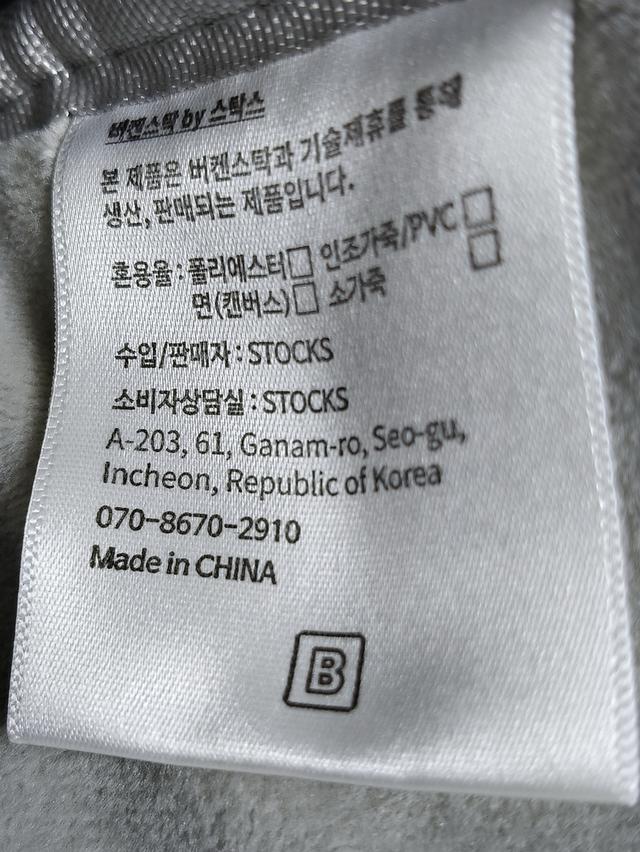 버켄스탁 by 스탁스
본 제품은 버켄스탁과 기술제휴를 통해
생산, 판매되는 제품입니다.
혼용율 : 폴리에스터□ 인조가죽/PVC □
면(캔버스)□ 소가죽 □
수입/판매자 : STOCKS
소비자상담실 : STOCKS
A-203, 61, Ganam-ro, Seo-gu,
Incheon, Republic of Korea
070-8670-2910
Made in CHINA
B